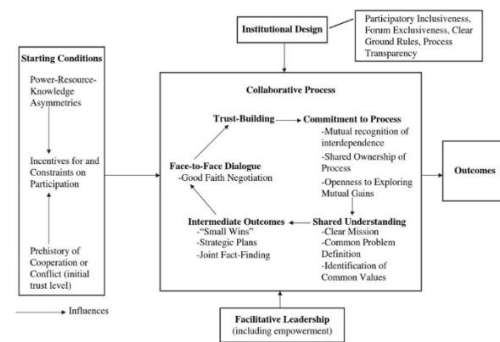 Institutional Design
Participatory Inclusiveness,
Forum Exclusiveness, Clear
Ground Rules, Process
Transparency
Starting Conditions
Power-Resource-
Knowledge
Asymmetries
Incentives for and
Constraints on
Participation
Prehistory of
Cooperation or
Conflict (initial
trust level)
Influences
Collaborative Process
Trust-Building
Commitment to Process
-Mutual recognition of
interdependence
-Shared Ownership of
Process
-Openness to Exploring
Mutual Gains
Face-to-Face Dialogue
-Good Faith Negotiation
Intermediate Outcomes
-“Small Wins”
-Strategic Plans
-Joint Fact-Finding
Shared Understanding
-Clear Mission
-Common Problem
Definition
-Identification of
Common Values
Outcomes
Facilitative Leadership
(including empowerment)